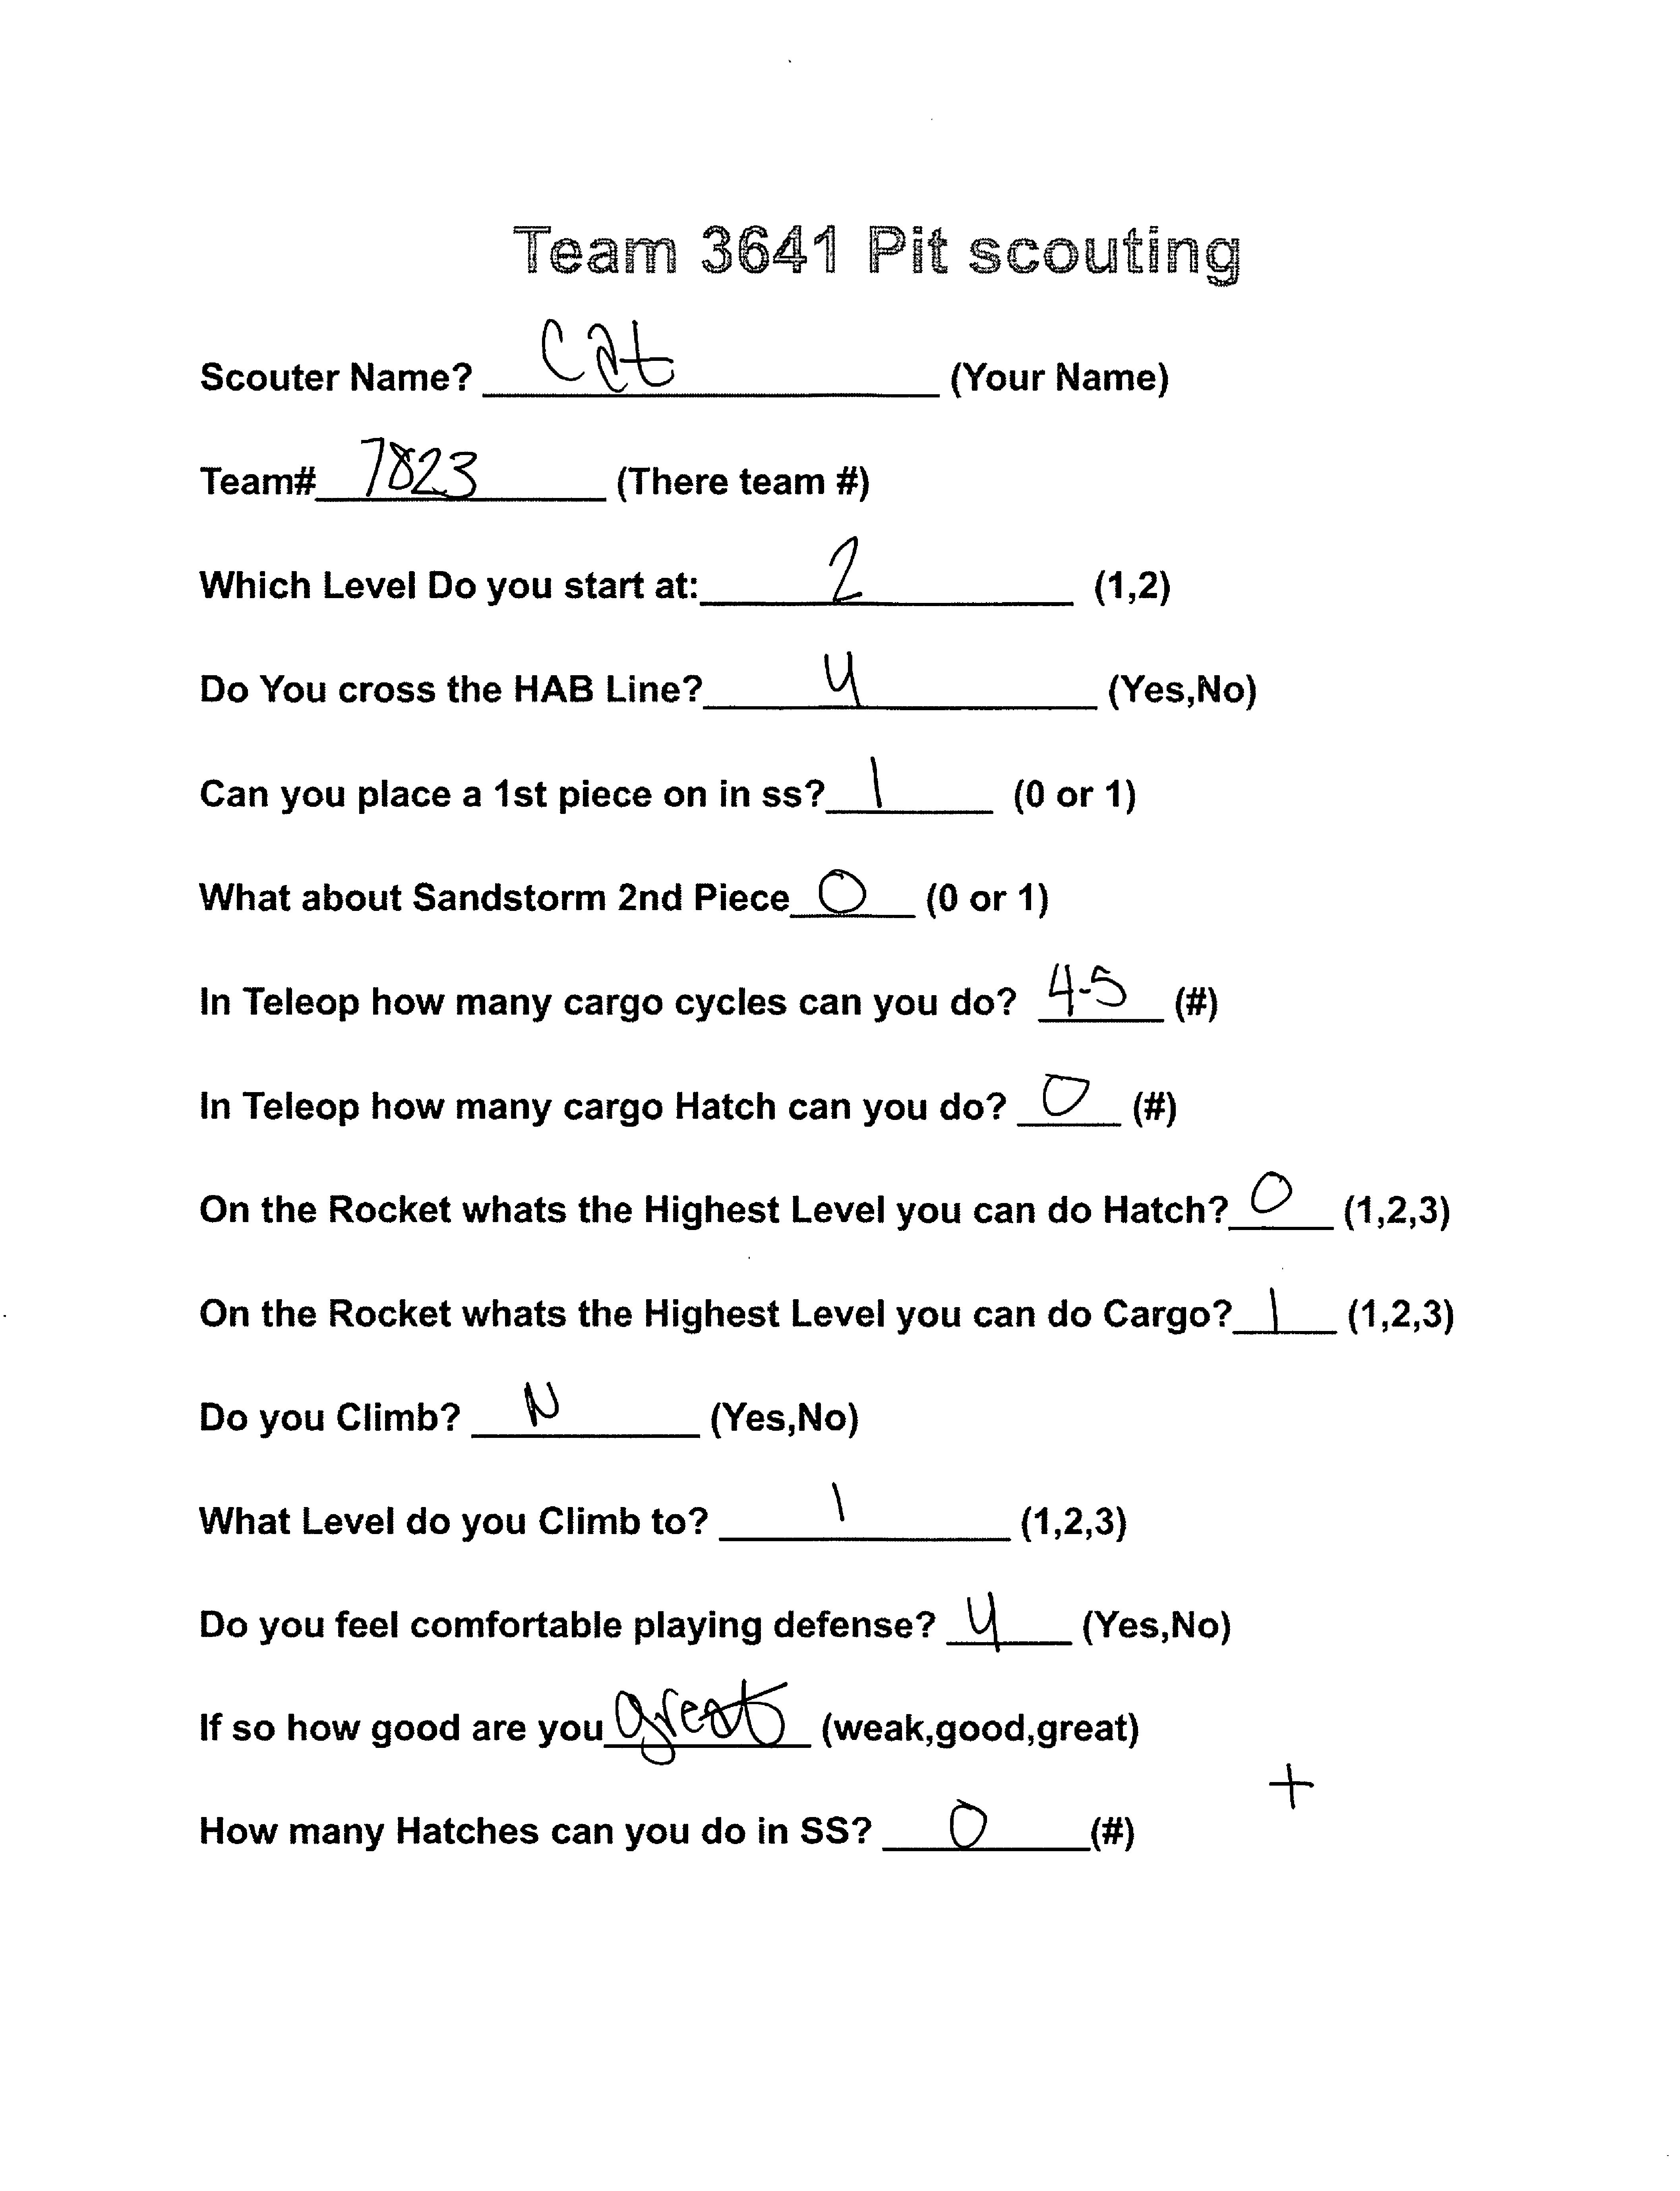 Team 3641 Pit scouting
Scouter Name? Cat (Your Name)
Team# 7823 (There team #)
Which Level Do you start at: 2 (1,2)
Do You cross the HAB Line? y (Yes,No)
Can you place a 1st piece on in ss? 1 (0 or 1)
What about Sandstorm 2nd Piece 0 (0 or 1)
In Teleop how many cargo cycles can you do? 4-5 (#)
In Teleop how many cargo Hatch can you do? 0 (#)
On the Rocket whats the Highest Level you can do Hatch? 0 (1,2,3)
On the Rocket whats the Highest Level you can do Cargo? 1 (1,2,3)
Do you Climb? N (Yes,No)
What Level do you Climb to? 1 (1,2,3)
Do you feel comfortable playing defense? y (Yes,No)
If so how good are you great (weak,good,great)
+
How many Hatches can you do in SS? 0 (#)